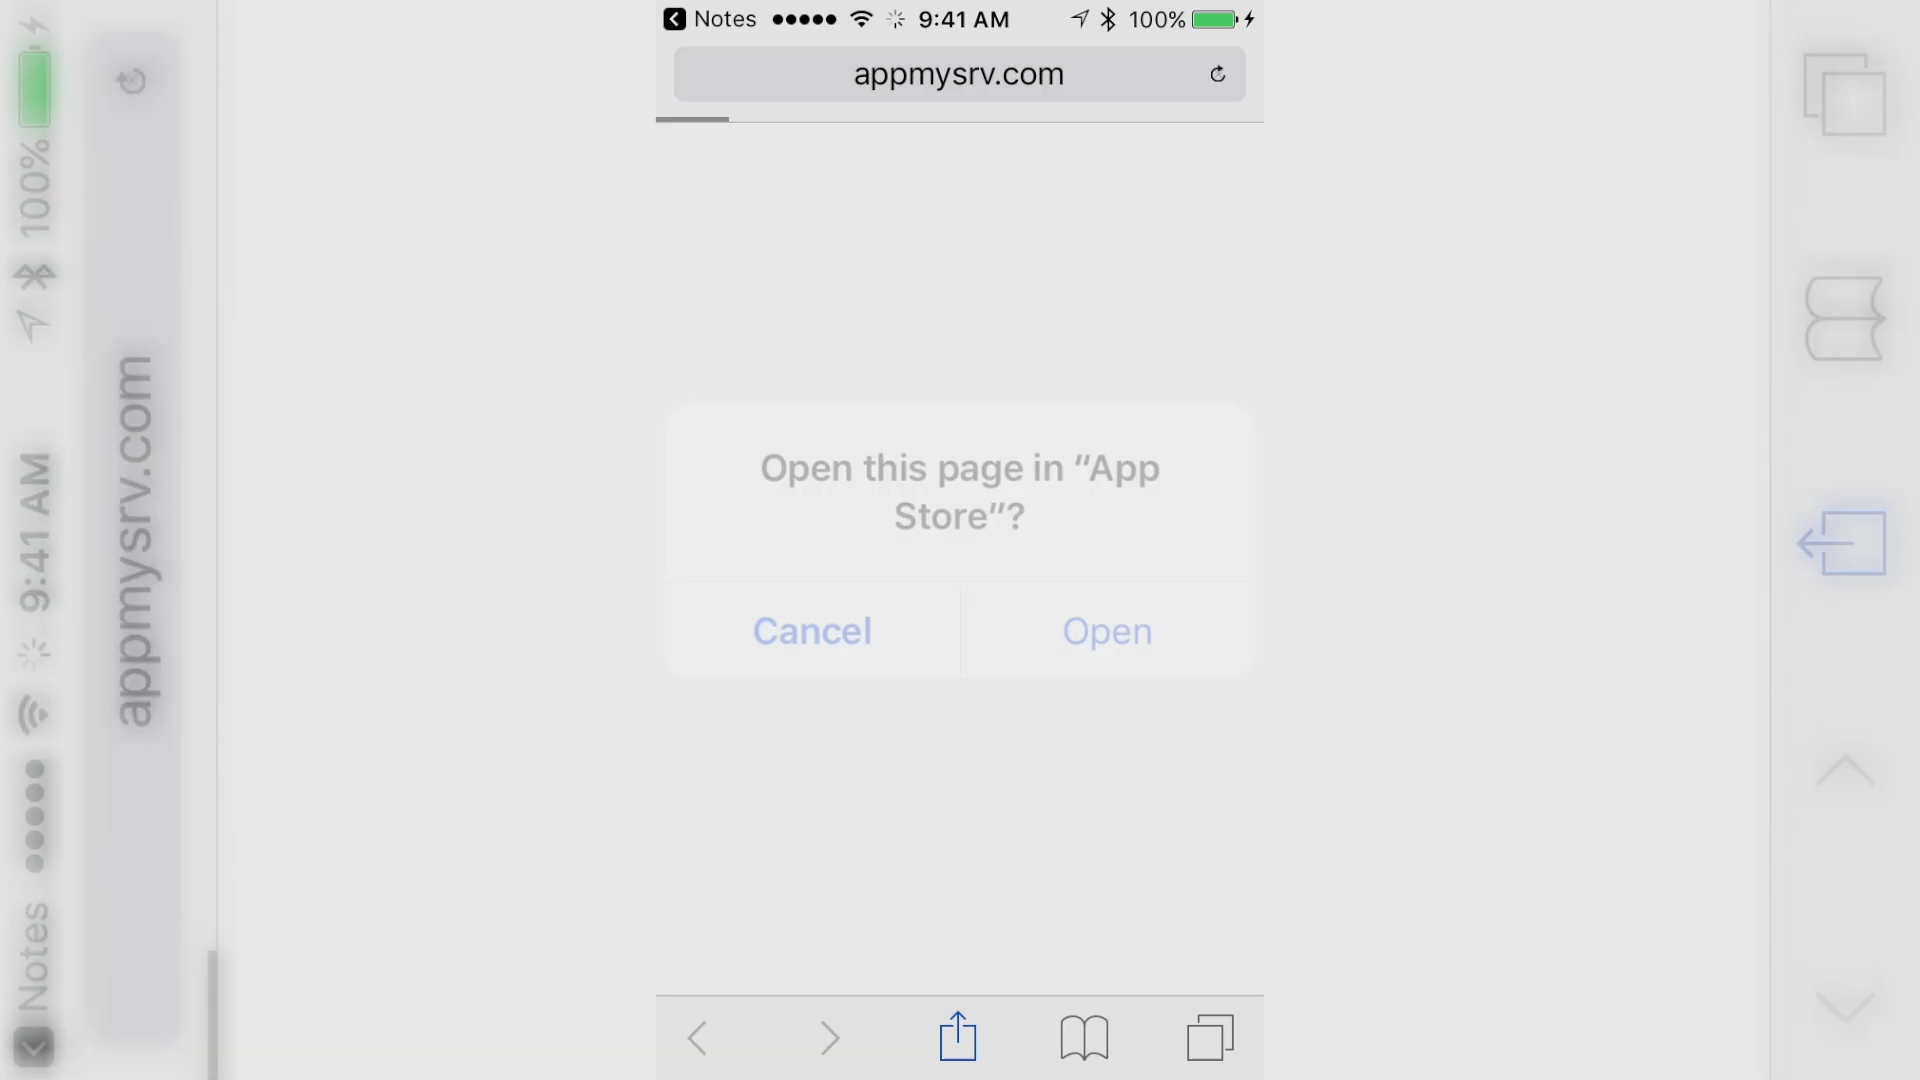 Notes 9:41 AM 100%
appmysrv.com
Open this page in “App
Store”?
Cancel Open
Notes 9:41 AM 100%
appmysrv.com